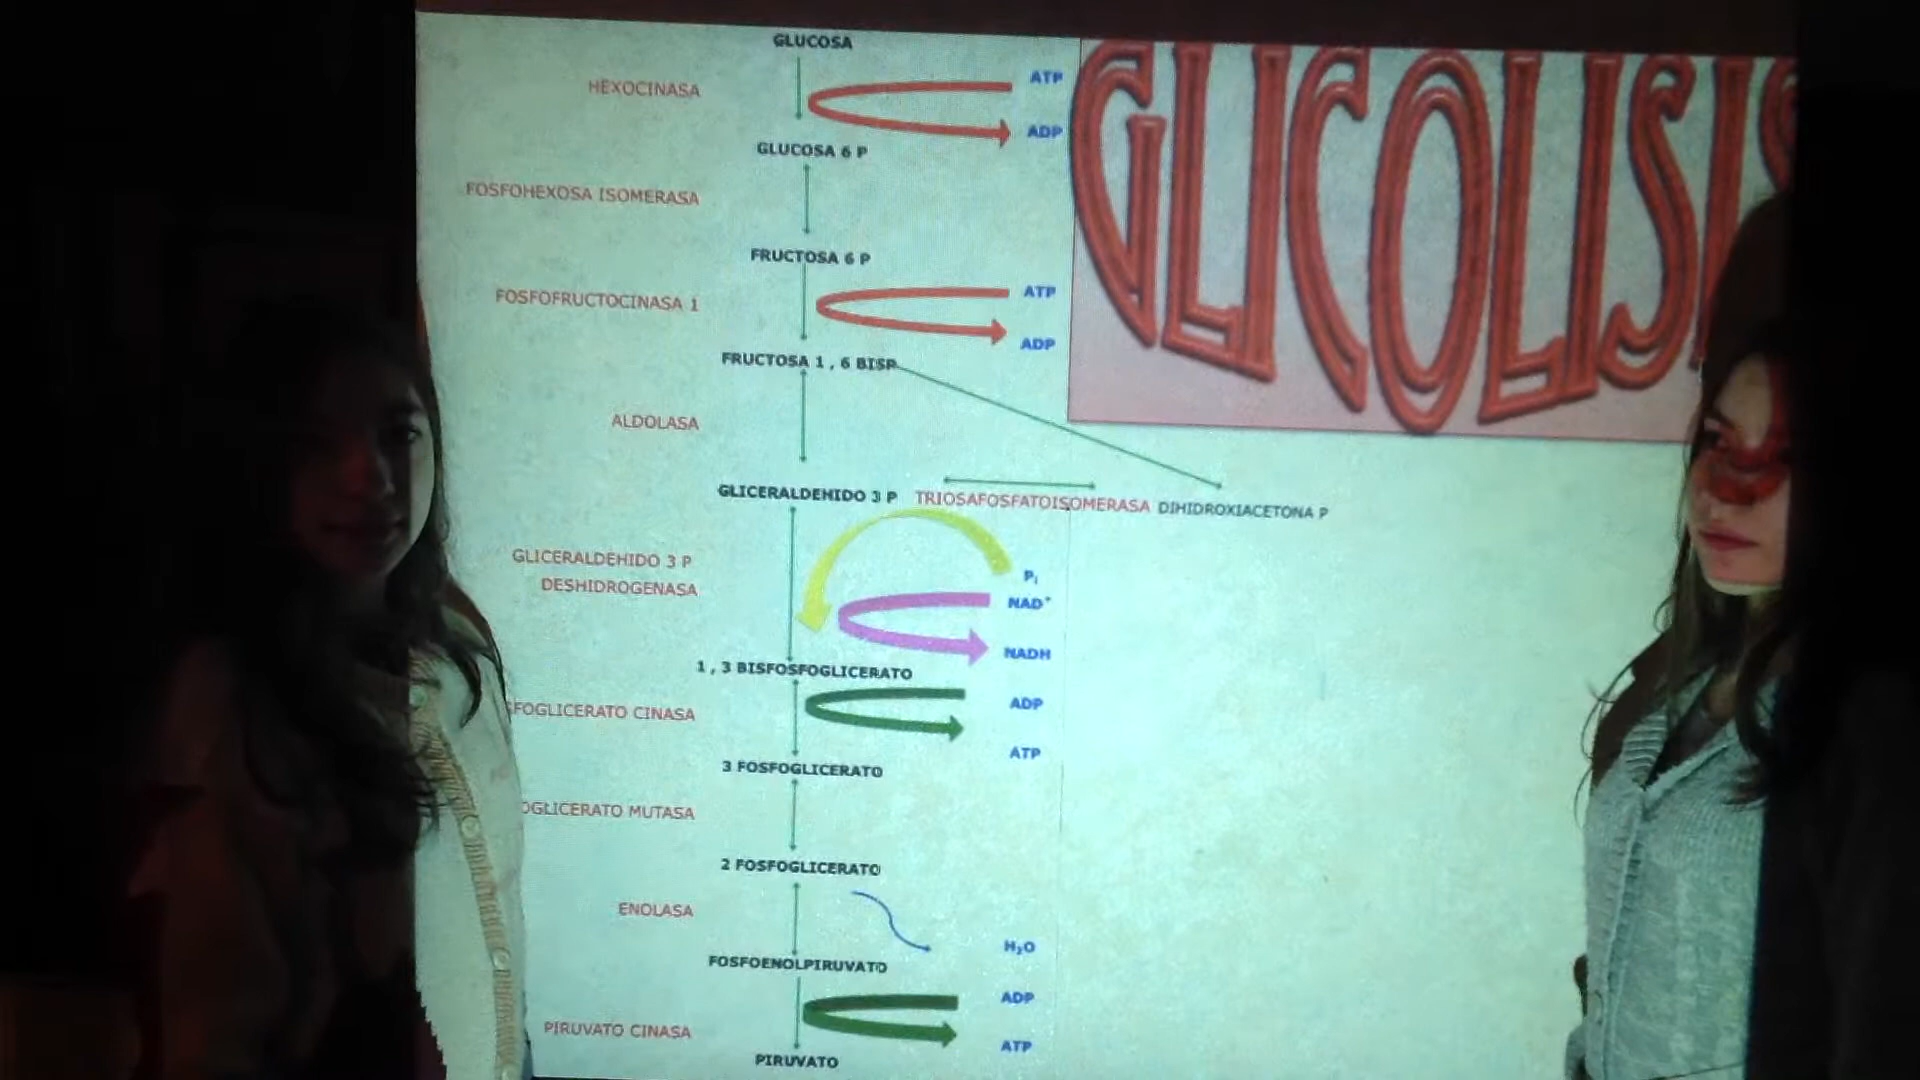 GLUCOSA
HEXOCINASA
ATP
ADP
GLICOLISIS
GLUCOSA 6 P
FOSFOHEXOSA ISOMERASA
FRUCTOSA 6 P
FOSFOFRUCTOCINASA 1
ATP
ADP
FRUCTOSA 1 , 6 BISP
ALDOLASA
GLICERALDEHIDO 3 P TRIOSAFOSFATOISOMERASA DIHIDROXIACETONA P
GLICERALDEHIDO 3 P
DESHIDROGENASA
Pi
NAD+
NADH
1 , 3 BISFOSFOGLICERATO
SFOGLICERATO CINASA
ADP
ATP
3 FOSFOGLICERATO
OGLICERATO MUTASA
2 FOSFOGLICERATO
ENOLASA
H2O
FOSFOENOLPIRUVATO
PIRUVATO CINASA
ADP
ATP
PIRUVATO